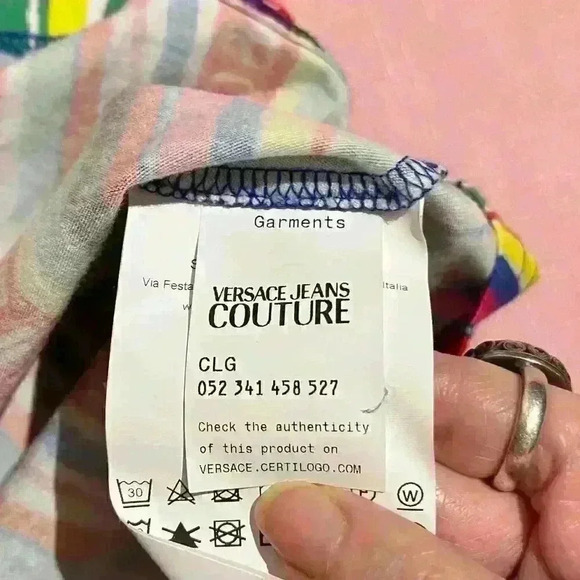 Garments
Via Festa
Italia
VERSACE JEANS
COUTURE
CLG
052 341 458 527
Check the authenticity
of this product on
VERSACE.CERTILOGO.COM
30
W